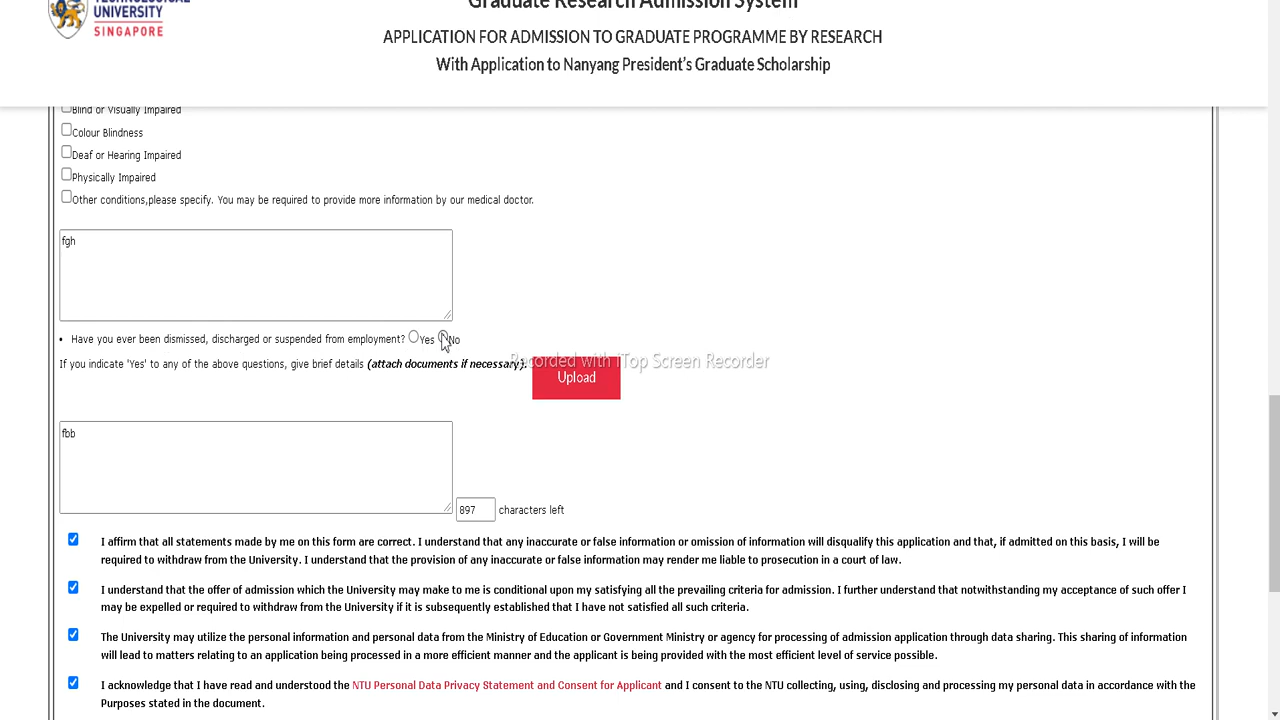 TECHNOLOGICAL
UNIVERSITY
SINGAPORE
Graduate Research Admission System
APPLICATION FOR ADMISSION TO GRADUATE PROGRAMME BY RESEARCH
With Application to Nanyang President's Graduate Scholarship
Blind or Visually Impaired
Colour Blindness
Deaf or Hearing Impaired
Physically Impaired
Other conditions,please specify. You may be required to provide more information by our medical doctor.
fgh
• Have you ever been dismissed, discharged or suspended from employment? Yes No
If you indicate 'Yes' to any of the above questions, give brief details (attach documents if necessary).
Recorded with iTop Screen Recorder
Upload
fbb
897 characters left
I affirm that all statements made by me on this form are correct. I understand that any inaccurate or false information or omission of information will disqualify this application and that, if admitted on this basis, I will be
required to withdraw from the University. I understand that the provision of any inaccurate or false information may render me liable to prosecution in a court of law.
I understand that the offer of admission which the University may make to me is conditional upon my satisfying all the prevailing criteria for admission. I further understand that notwithstanding my acceptance of such offer I
may be expelled or required to withdraw from the University if it is subsequently established that I have not satisfied all such criteria.
The University may utilize the personal information and personal data from the Ministry of Education or Government Ministry or agency for processing of admission application through data sharing. This sharing of information
will lead to matters relating to an application being processed in a more efficient manner and the applicant is being provided with the most efficient level of service possible.
I acknowledge that I have read and understood the NTU Personal Data Privacy Statement and Consent for Applicant and I consent to the NTU collecting, using, disclosing and processing my personal data in accordance with the
Purposes stated in the document.